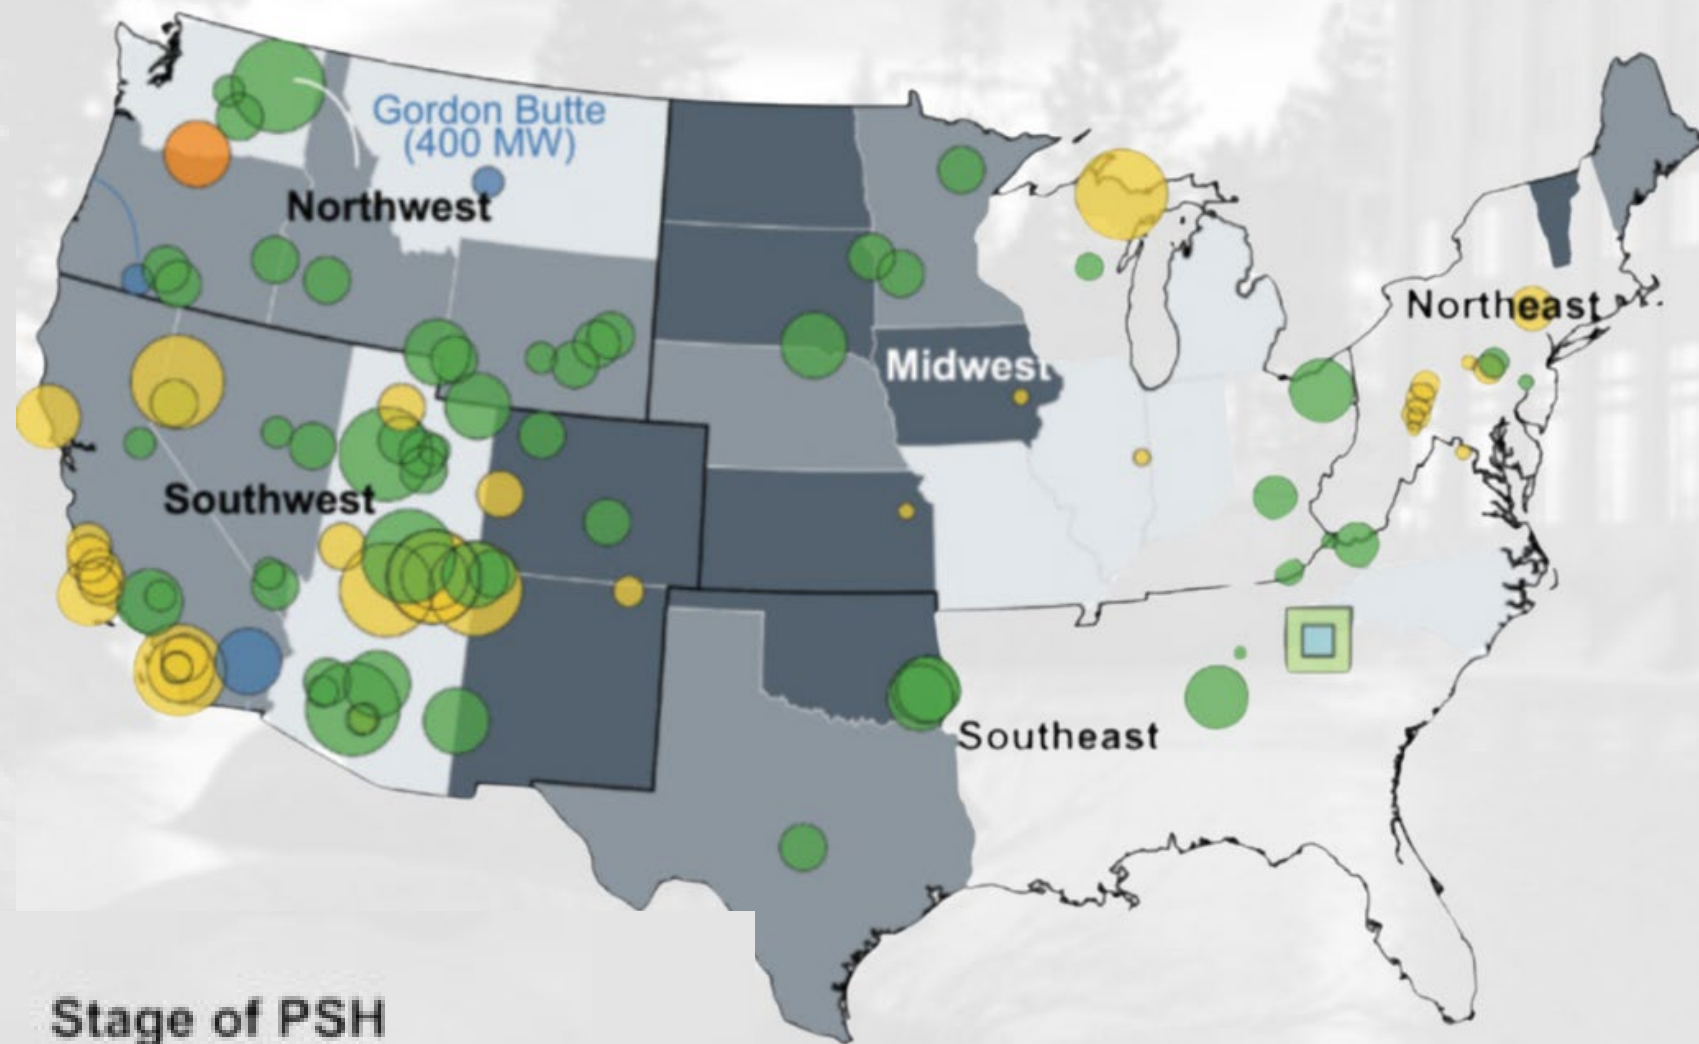 Gordon Butte
(400 MW)
Northwest
Northeast
Midwest
Southwest
Southeast
Stage of PSH